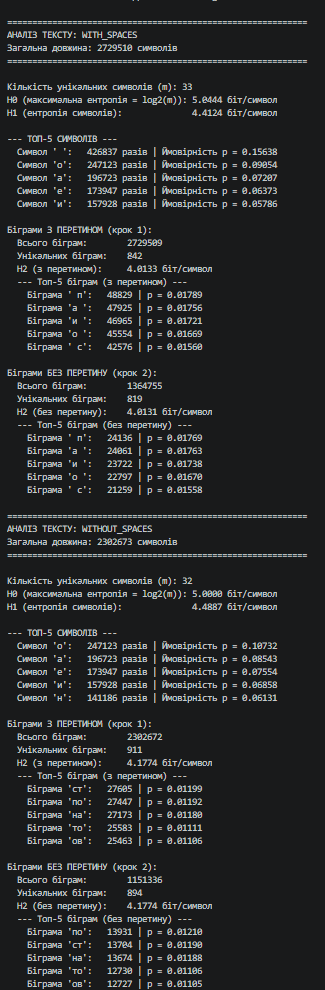 ============================================================
АНАЛІЗ ТЕКСТУ: WITH_SPACES
Загальна довжина: 2729510 символів
============================================================
Кількість унікальних символів (m): 33
H0 (максимальна ентропія = log2(m)): 5.0444 біт/символ
H1 (ентропія символів): 4.4124 біт/символ
--- ТОП-5 СИМВОЛІВ ---
Символ ' ': 426837 разів | Ймовірність p = 0.15638
Символ 'о': 247123 разів | Ймовірність p = 0.09054
Символ 'а': 196723 разів | Ймовірність p = 0.07207
Символ 'е': 173947 разів | Ймовірність p = 0.06373
Символ 'и': 157928 разів | Ймовірність p = 0.05786
Біграми З ПЕРЕТИНОМ (крок 1):
Всього біграм: 2729509
Унікальних біграм: 842
H2 (з перетином): 4.0133 біт/символ
--- Топ-5 біграм (з перетином) ---
Біграма ' п': 48829 | p = 0.01789
Біграма 'а ': 47925 | p = 0.01756
Біграма 'и ': 46965 | p = 0.01721
Біграма 'о ': 45554 | p = 0.01669
Біграма ' с': 42576 | p = 0.01560
Біграми БЕЗ ПЕРЕТИНУ (крок 2):
Всього біграм: 1364755
Унікальних біграм: 819
H2 (без перетину): 4.0131 біт/символ
--- Топ-5 біграм (без перетину) ---
Біграма ' п': 24136 | p = 0.01769
Біграма 'а ': 24061 | p = 0.01763
Біграма 'и ': 23722 | p = 0.01738
Біграма 'о ': 22797 | p = 0.01670
Біграма ' с': 21259 | p = 0.01558
============================================================
АНАЛІЗ ТЕКСТУ: WITHOUT_SPACES
Загальна довжина: 2302673 символів
============================================================
Кількість унікальних символів (m): 32
H0 (максимальна ентропія = log2(m)): 5.0000 біт/символ
H1 (ентропія символів): 4.4887 біт/символ
--- ТОП-5 СИМВОЛІВ ---
Символ 'о': 247123 разів | Ймовірність p = 0.10732
Символ 'а': 196723 разів | Ймовірність p = 0.08543
Символ 'е': 173947 разів | Ймовірність p = 0.07554
Символ 'и': 157928 разів | Ймовірність p = 0.06858
Символ 'н': 141186 разів | Ймовірність p = 0.06131
Біграми З ПЕРЕТИНОМ (крок 1):
Всього біграм: 2302672
Унікальних біграм: 911
H2 (з перетином): 4.1774 біт/символ
--- Топ-5 біграм (з перетином) ---
Біграма 'ст': 27605 | p = 0.01199
Біграма 'по': 27447 | p = 0.01192
Біграма 'на': 27173 | p = 0.01180
Біграма 'то': 25583 | p = 0.01111
Біграма 'ов': 25463 | p = 0.01106
Біграми БЕЗ ПЕРЕТИНУ (крок 2):
Всього біграм: 1151336
Унікальних біграм: 894
H2 (без перетину): 4.1774 біт/символ
--- Топ-5 біграм (без перетину) ---
Біграма 'по': 13931 | p = 0.01210
Біграма 'ст': 13704 | p = 0.01190
Біграма 'на': 13674 | p = 0.01188
Біграма 'то': 12730 | p = 0.01106
Біграма 'ов': 12727 | p = 0.01105